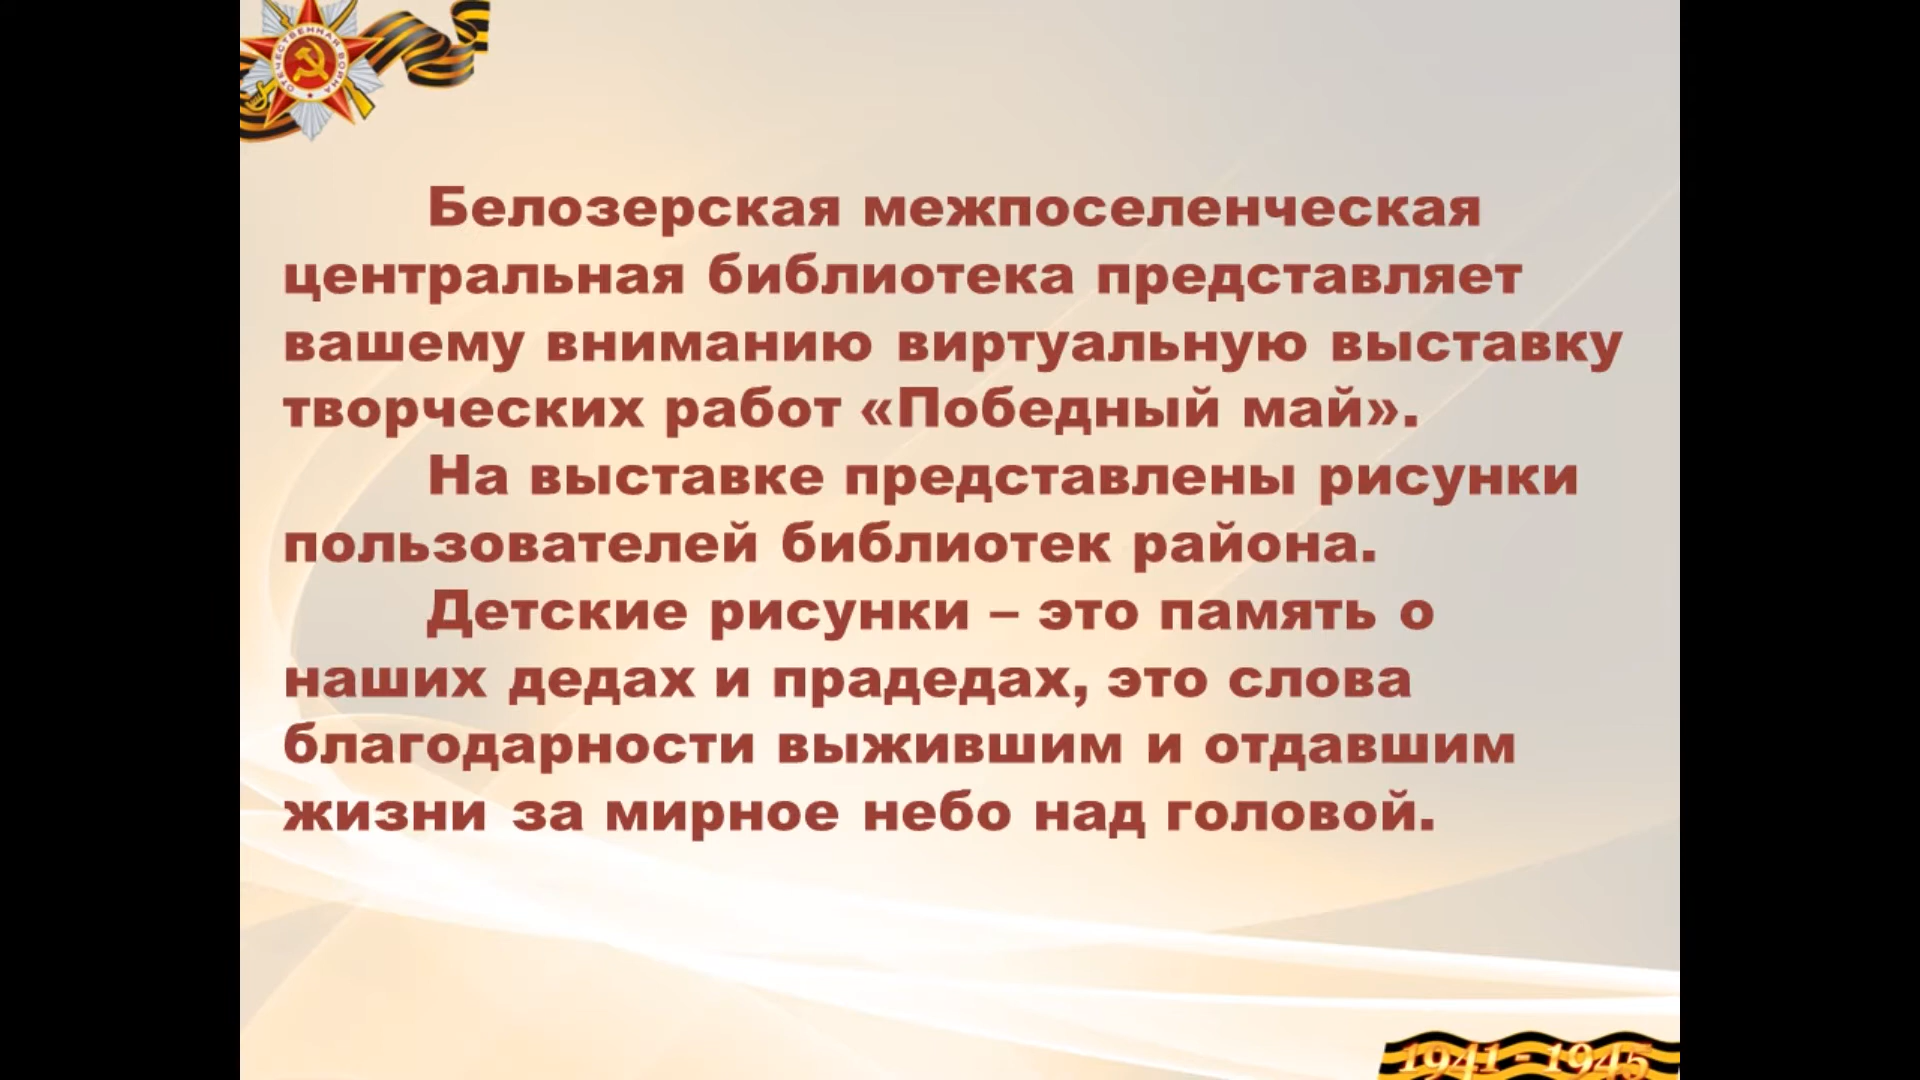 ОТЕЧЕСТВЕННАЯ ВОЙНА
Белозерская межпоселенческая
центральная библиотека представляет
вашему вниманию виртуальную выставку
творческих работ «Победный май».
На выставке представлены рисунки
пользователей библиотек района.
Детские рисунки – это память о
наших дедах и прадедах, это слова
благодарности выжившим и отдавшим
жизни за мирное небо над головой.
1941 - 1945